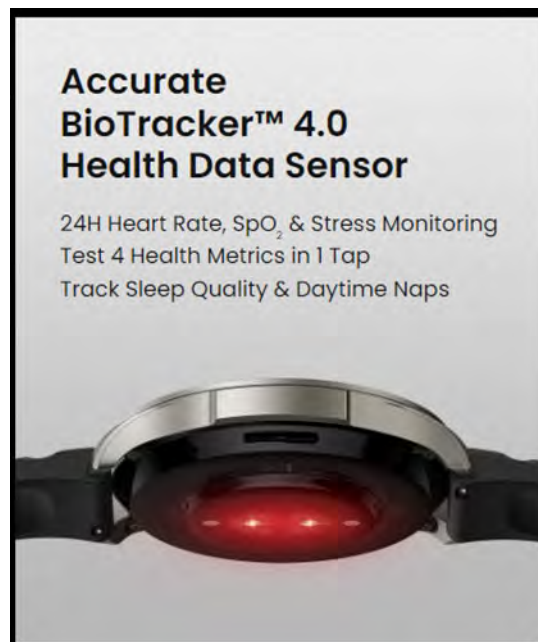 Accurate
BioTracker™ 4.0
Health Data Sensor
24H Heart Rate, SpO₂ & Stress Monitoring
Test 4 Health Metrics in 1 Tap
Track Sleep Quality & Daytime Naps